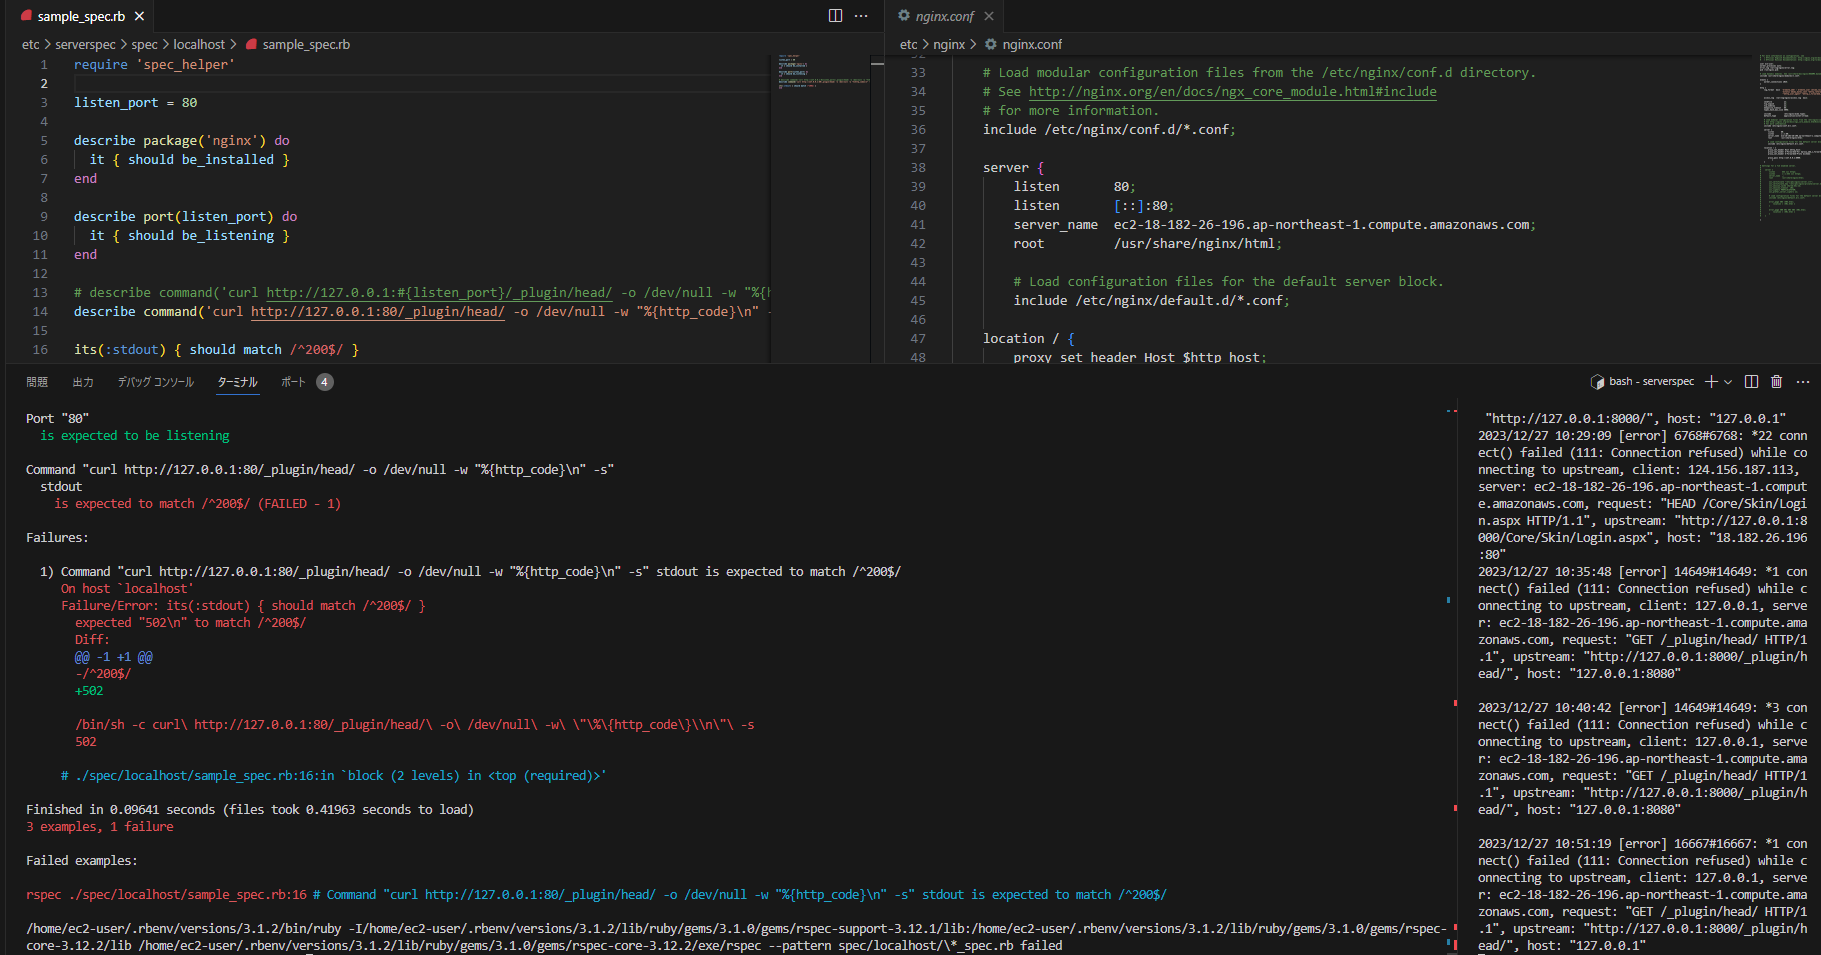 sample_spec.rb
etc > serverspec > spec > localhost > sample_spec.rb
1 require 'spec_helper'
2
3 listen_port = 80
4
5 describe package('nginx') do
6 it { should be_installed }
7 end
8
9 describe port(listen_port) do
10 it { should be_listening }
11 end
12
13 # describe command('curl http://127.0.0.1:#{listen_port}/_plugin/head/ -o /dev/null -w "%{
14 describe command('curl http://127.0.0.1:80/_plugin/head/ -o /dev/null -w "%{http_code}\n" -
15
16 its(:stdout) { should match /^200$/ }
nginx.conf
etc > nginx > nginx.conf
33 # Load modular configuration files from the /etc/nginx/conf.d directory.
34 # See http://nginx.org/en/docs/ngx_core_module.html#include
35 # for more information.
36 include /etc/nginx/conf.d/*.conf;
37
38 server {
39 listen 80;
40 listen [::]:80;
41 server_name ec2-18-182-26-196.ap-northeast-1.compute.amazonaws.com;
42 root /usr/share/nginx/html;
43
44 # Load configuration files for the default server block.
45 include /etc/nginx/default.d/*.conf;
46
47 location / {
48 proxy_set_header Host $http_host;
問題 出力 デバッグ コンソール ターミナル ポート 4
bash - serverspec
Port "80"
is expected to be listening
Command "curl http://127.0.0.1:80/_plugin/head/ -o /dev/null -w "%{http_code}\n" -s"
stdout
is expected to match /^200$/ (FAILED - 1)
Failures:
1) Command "curl http://127.0.0.1:80/_plugin/head/ -o /dev/null -w "%{http_code}\n" -s" stdout is expected to match /^200$/
On host `localhost'
Failure/Error: its(:stdout) { should match /^200$/ }
expected "502\n" to match /^200$/
Diff:
@@ -1 +1 @@
-/^200$/
+502
/bin/sh -c curl\ http://127.0.0.1:80/_plugin/head/\ -o\ /dev/null\ -w\ \"\%\{http_code\}\\n\"\ -s
502
# ./spec/localhost/sample_spec.rb:16:in `block (2 levels) in <top (required)>'
Finished in 0.09641 seconds (files took 0.41963 seconds to load)
3 examples, 1 failure
Failed examples:
rspec ./spec/localhost/sample_spec.rb:16 # Command "curl http://127.0.0.1:80/_plugin/head/ -o /dev/null -w "%{http_code}\n" -s" stdout is expected to match /^200$/
/home/ec2-user/.rbenv/versions/3.1.2/bin/ruby -I/home/ec2-user/.rbenv/versions/3.1.2/lib/ruby/gems/3.1.0/gems/rspec-support-3.12.1/lib:/home/ec2-user/.rbenv/versions/3.1.2/lib/ruby/gems/3.1.0/gems/rspec-
core-3.12.2/lib /home/ec2-user/.rbenv/versions/3.1.2/lib/ruby/gems/3.1.0/gems/rspec-core-3.12.2/exe/rspec --pattern spec/localhost/\*_spec.rb failed
"http://127.0.0.1:8000/", host: "127.0.0.1"
2023/12/27 10:29:09 [error] 6768#6768: *22 conn
ect() failed (111: Connection refused) while co
nnecting to upstream, client: 124.156.187.113,
server: ec2-18-182-26-196.ap-northeast-1.comput
e.amazonaws.com, request: "HEAD /Core/Skin/Logi
n.aspx HTTP/1.1", upstream: "http://127.0.0.1:8
000/Core/Skin/Login.aspx", host: "18.182.26.196
:80"
2023/12/27 10:35:48 [error] 14649#14649: *1 con
nect() failed (111: Connection refused) while c
onnecting to upstream, client: 127.0.0.1, serve
r: ec2-18-182-26-196.ap-northeast-1.compute.ama
zonaws.com, request: "GET /_plugin/head/ HTTP/1
.1", upstream: "http://127.0.0.1:8000/_plugin/h
ead/", host: "127.0.0.1:8080"
2023/12/27 10:40:42 [error] 14649#14649: *3 con
nect() failed (111: Connection refused) while c
onnecting to upstream, client: 127.0.0.1, serve
r: ec2-18-182-26-196.ap-northeast-1.compute.ama
zonaws.com, request: "GET /_plugin/head/ HTTP/1
.1", upstream: "http://127.0.0.1:8000/_plugin/h
ead/", host: "127.0.0.1:8080"
2023/12/27 10:51:19 [error] 16667#16667: *1 con
nect() failed (111: Connection refused) while c
onnecting to upstream, client: 127.0.0.1, serve
r: ec2-18-182-26-196.ap-northeast-1.compute.ama
zonaws.com, request: "GET /_plugin/head/ HTTP/1
.1", upstream: "http://127.0.0.1:8000/_plugin/h
ead/", host: "127.0.0.1"